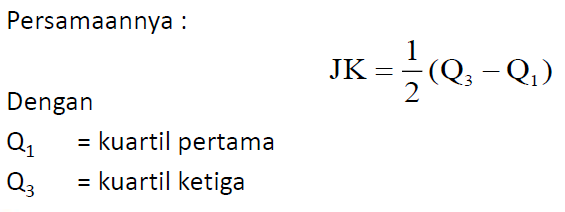 Persamaannya :
JK = 1/2 (Q₃ − Q₁)
Dengan
Q₁ = kuartil pertama
Q₃ = kuartil ketiga